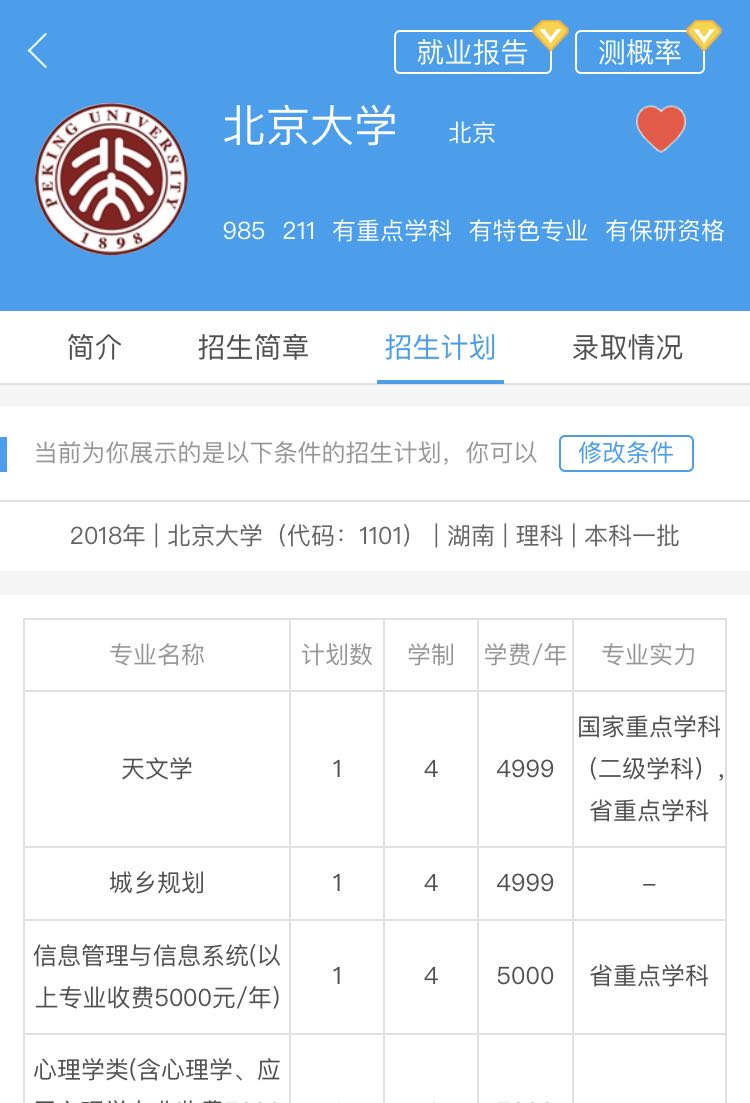 就业报告
测概率
北京大学 北京
PEKING UNIVERSITY
1898
985 211 有重点学科 有特色专业 有保研资格
简介 招生简章 招生计划 录取情况
当前为你展示的是以下条件的招生计划，你可以 修改条件
2018年 | 北京大学（代码：1101） | 湖南 | 理科 | 本科一批
专业名称 计划数 学制 学费/年 专业实力
天文学 1 4 4999 国家重点学科
（二级学科）,
省重点学科
城乡规划 1 4 4999 –
信息管理与信息系统(以
上专业收费5000元/年) 1 4 5000 省重点学科
心理学类(含心理学、应